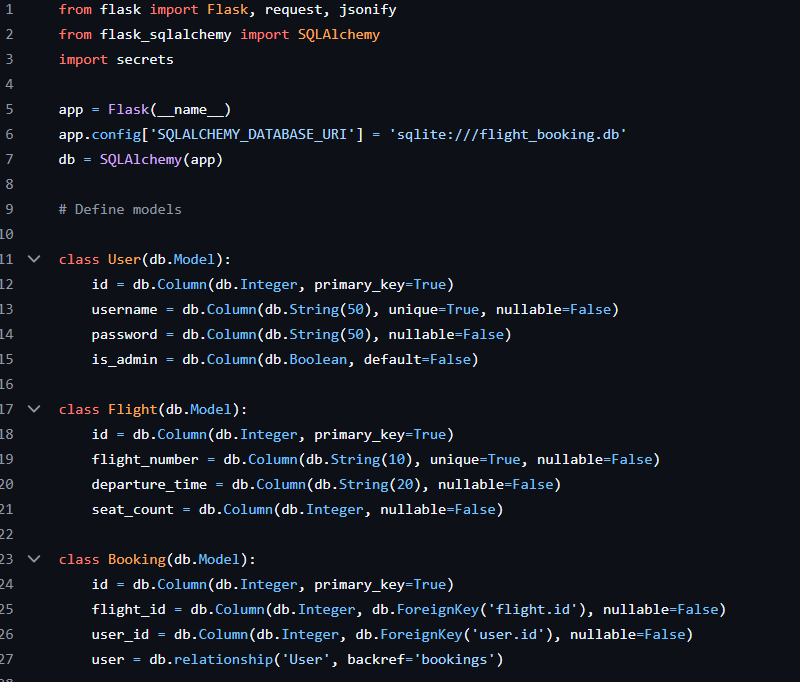 1 from flask import Flask, request, jsonify
2 from flask_sqlalchemy import SQLAlchemy
3 import secrets
4
5 app = Flask(__name__)
6 app.config['SQLALCHEMY_DATABASE_URI'] = 'sqlite:///flight_booking.db'
7 db = SQLAlchemy(app)
8
9 # Define models
10
11 class User(db.Model):
12     id = db.Column(db.Integer, primary_key=True)
13     username = db.Column(db.String(50), unique=True, nullable=False)
14     password = db.Column(db.String(50), nullable=False)
15     is_admin = db.Column(db.Boolean, default=False)
16
17 class Flight(db.Model):
18     id = db.Column(db.Integer, primary_key=True)
19     flight_number = db.Column(db.String(10), unique=True, nullable=False)
20     departure_time = db.Column(db.String(20), nullable=False)
21     seat_count = db.Column(db.Integer, nullable=False)
22
23 class Booking(db.Model):
24     id = db.Column(db.Integer, primary_key=True)
25     flight_id = db.Column(db.Integer, db.ForeignKey('flight.id'), nullable=False)
26     user_id = db.Column(db.Integer, db.ForeignKey('user.id'), nullable=False)
27     user = db.relationship('User', backref='bookings')